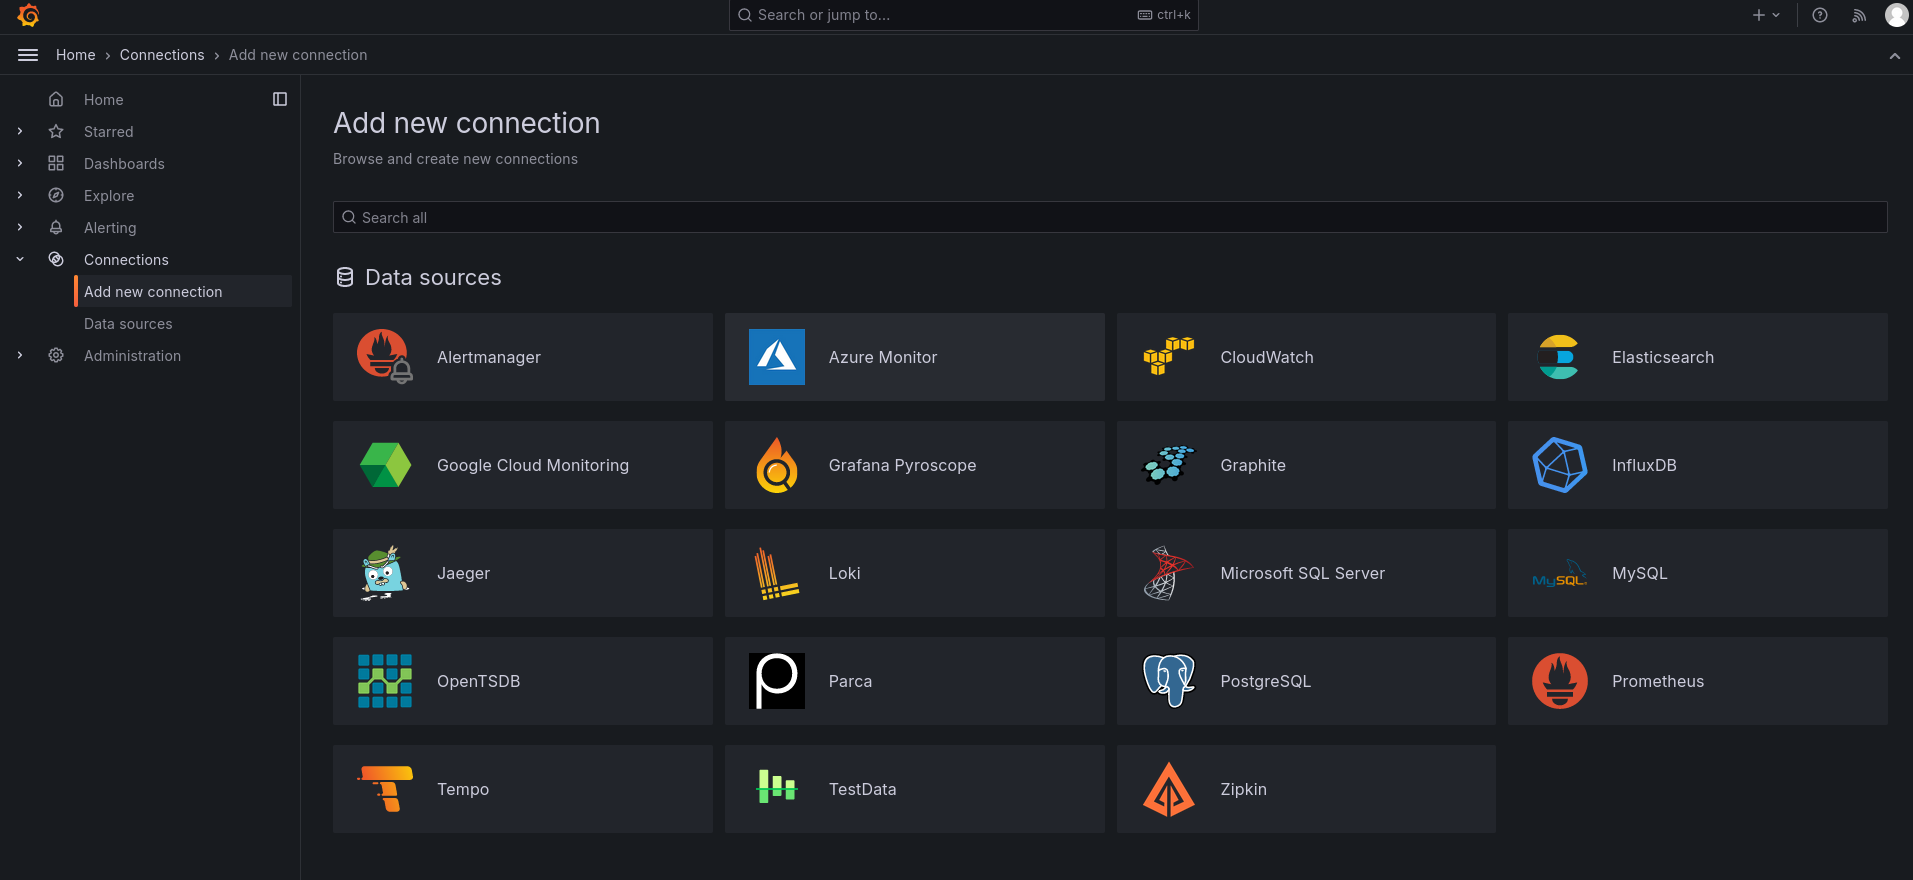 Search or jump to...
ctrl+k
Home
Connections
Add new connection
Home
Starred
Dashboards
Explore
Alerting
Connections
Add new connection
Data sources
Administration
Add new connection
Browse and create new connections
Search all
Data sources
Alertmanager
Azure Monitor
CloudWatch
Elasticsearch
Google Cloud Monitoring
Grafana Pyroscope
Graphite
InfluxDB
Jaeger
Loki
Microsoft SQL Server
MySQL
MySQL
OpenTSDB
Parca
PostgreSQL
Prometheus
Tempo
TestData
Zipkin